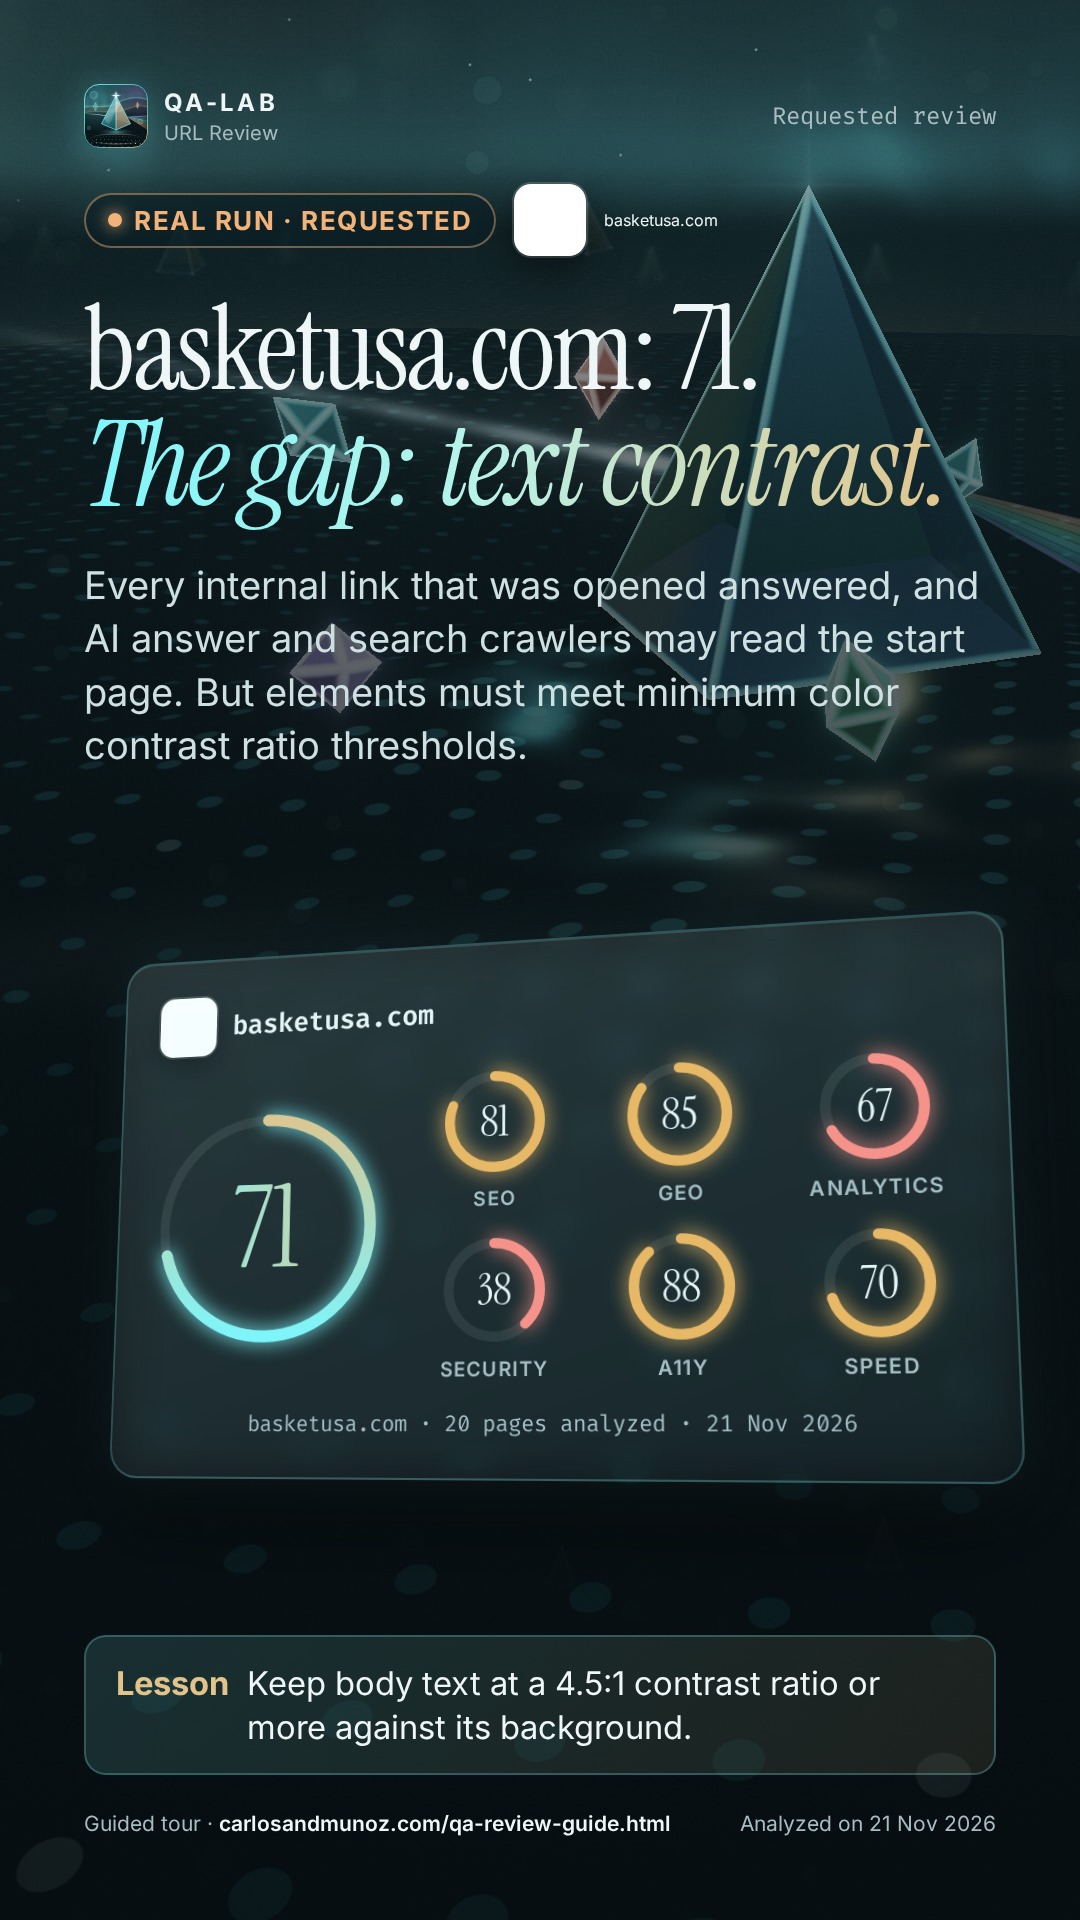 QA-LAB
URL Review
Requested review
REAL RUN · REQUESTED
basketusa.com
basketusa.com: 71.
The gap: text contrast.
Every internal link that was opened answered, and
AI answer and search crawlers may read the start
page. But elements must meet minimum color
contrast ratio thresholds.
basketusa.com
71
81
SEO
85
GEO
67
ANALYTICS
38
SECURITY
88
A11Y
70
SPEED
basketusa.com · 20 pages analyzed · 21 Nov 2026
Lesson Keep body text at a 4.5:1 contrast ratio or
more against its background.
Guided tour · carlosandmunoz.com/qa-review-guide.html
Analyzed on 21 Nov 2026